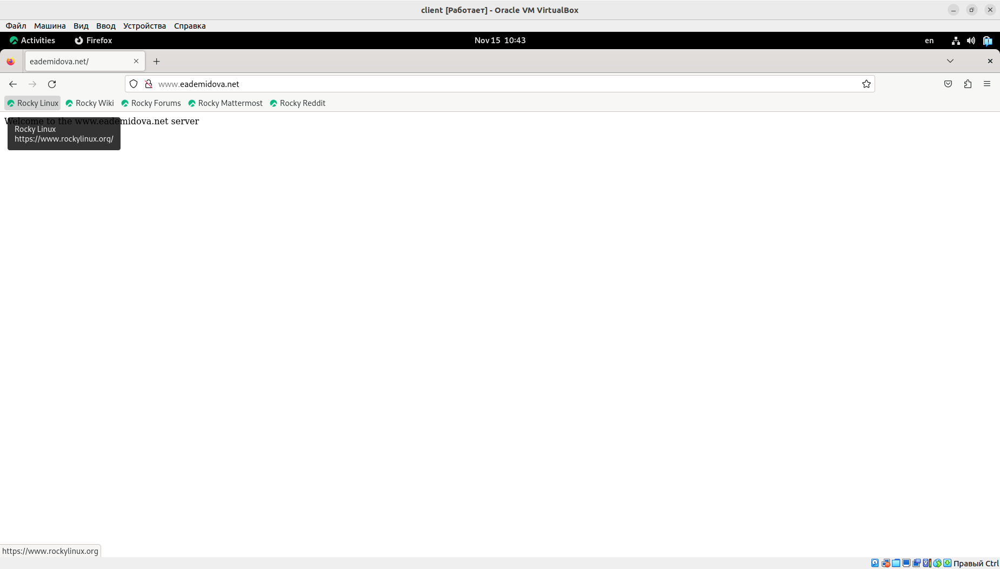 client [Работает] - Oracle VM VirtualBox
Файл Машина Вид Ввод Устройства Справка
Activities Firefox Nov 15 10:43 en
eademidova.net/
www.eademidova.net
Rocky Linux Rocky Wiki Rocky Forums Rocky Mattermost Rocky Reddit
Welcome to the www.eademidova.net server
Rocky Linux
https://www.rockylinux.org/
https://www.rockylinux.org
Правый Ctrl